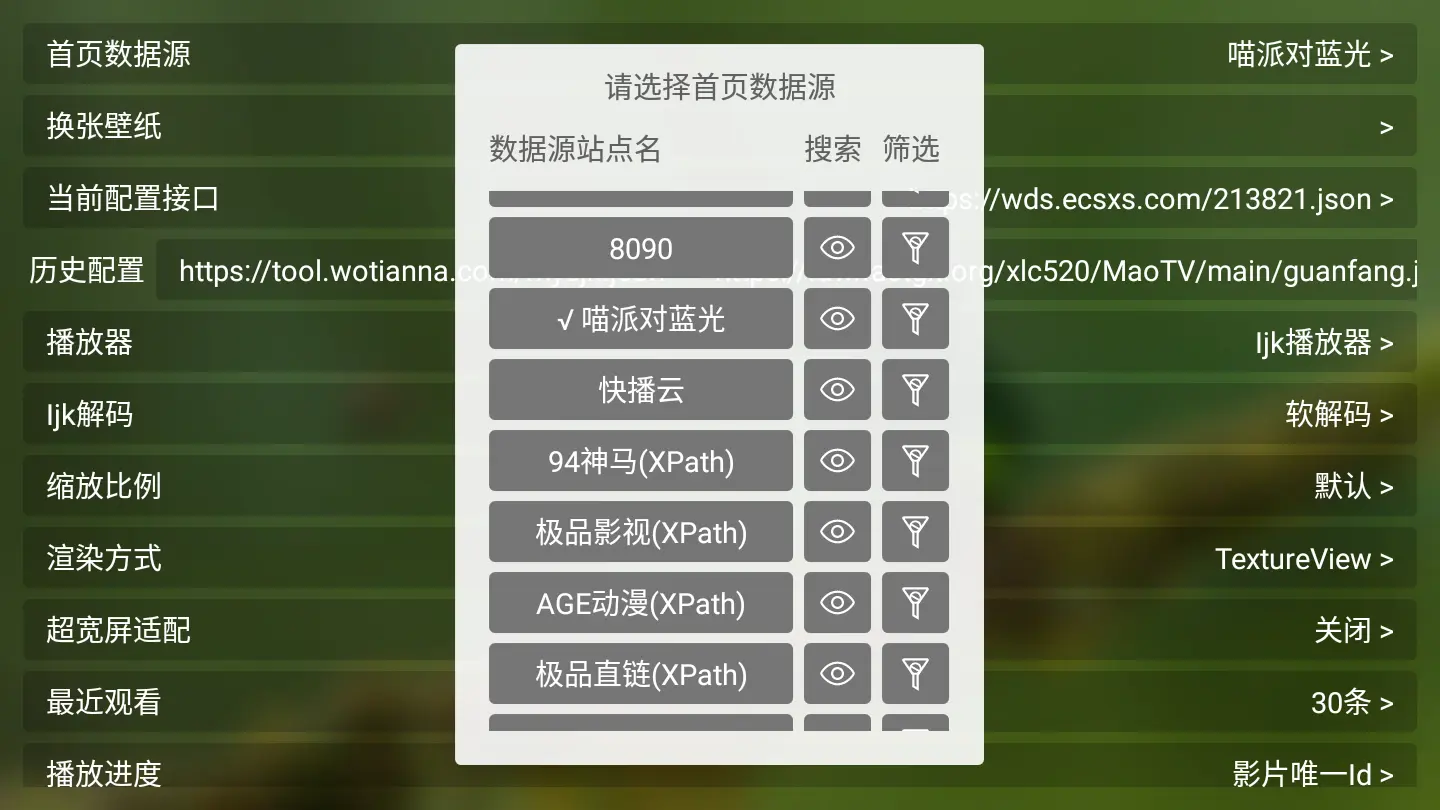 首页数据源
喵派对蓝光 >
换张壁纸
>
当前配置接口
://wds.ecsxs.com/213821.json >
历史配置
https://tool.wotianna.co
org/xlc520/MaoTV/main/guanfang.j
播放器
Ijk播放器 >
Ijk解码
软解码 >
缩放比例
默认 >
渲染方式
TextureView >
超宽屏适配
关闭 >
最近观看
30条 >
播放进度
影片唯一Id >
请选择首页数据源
数据源站点名 搜索 筛选
8090
√ 喵派对蓝光
快播云
94神马(XPath)
极品影视(XPath)
AGE动漫(XPath)
极品直链(XPath)